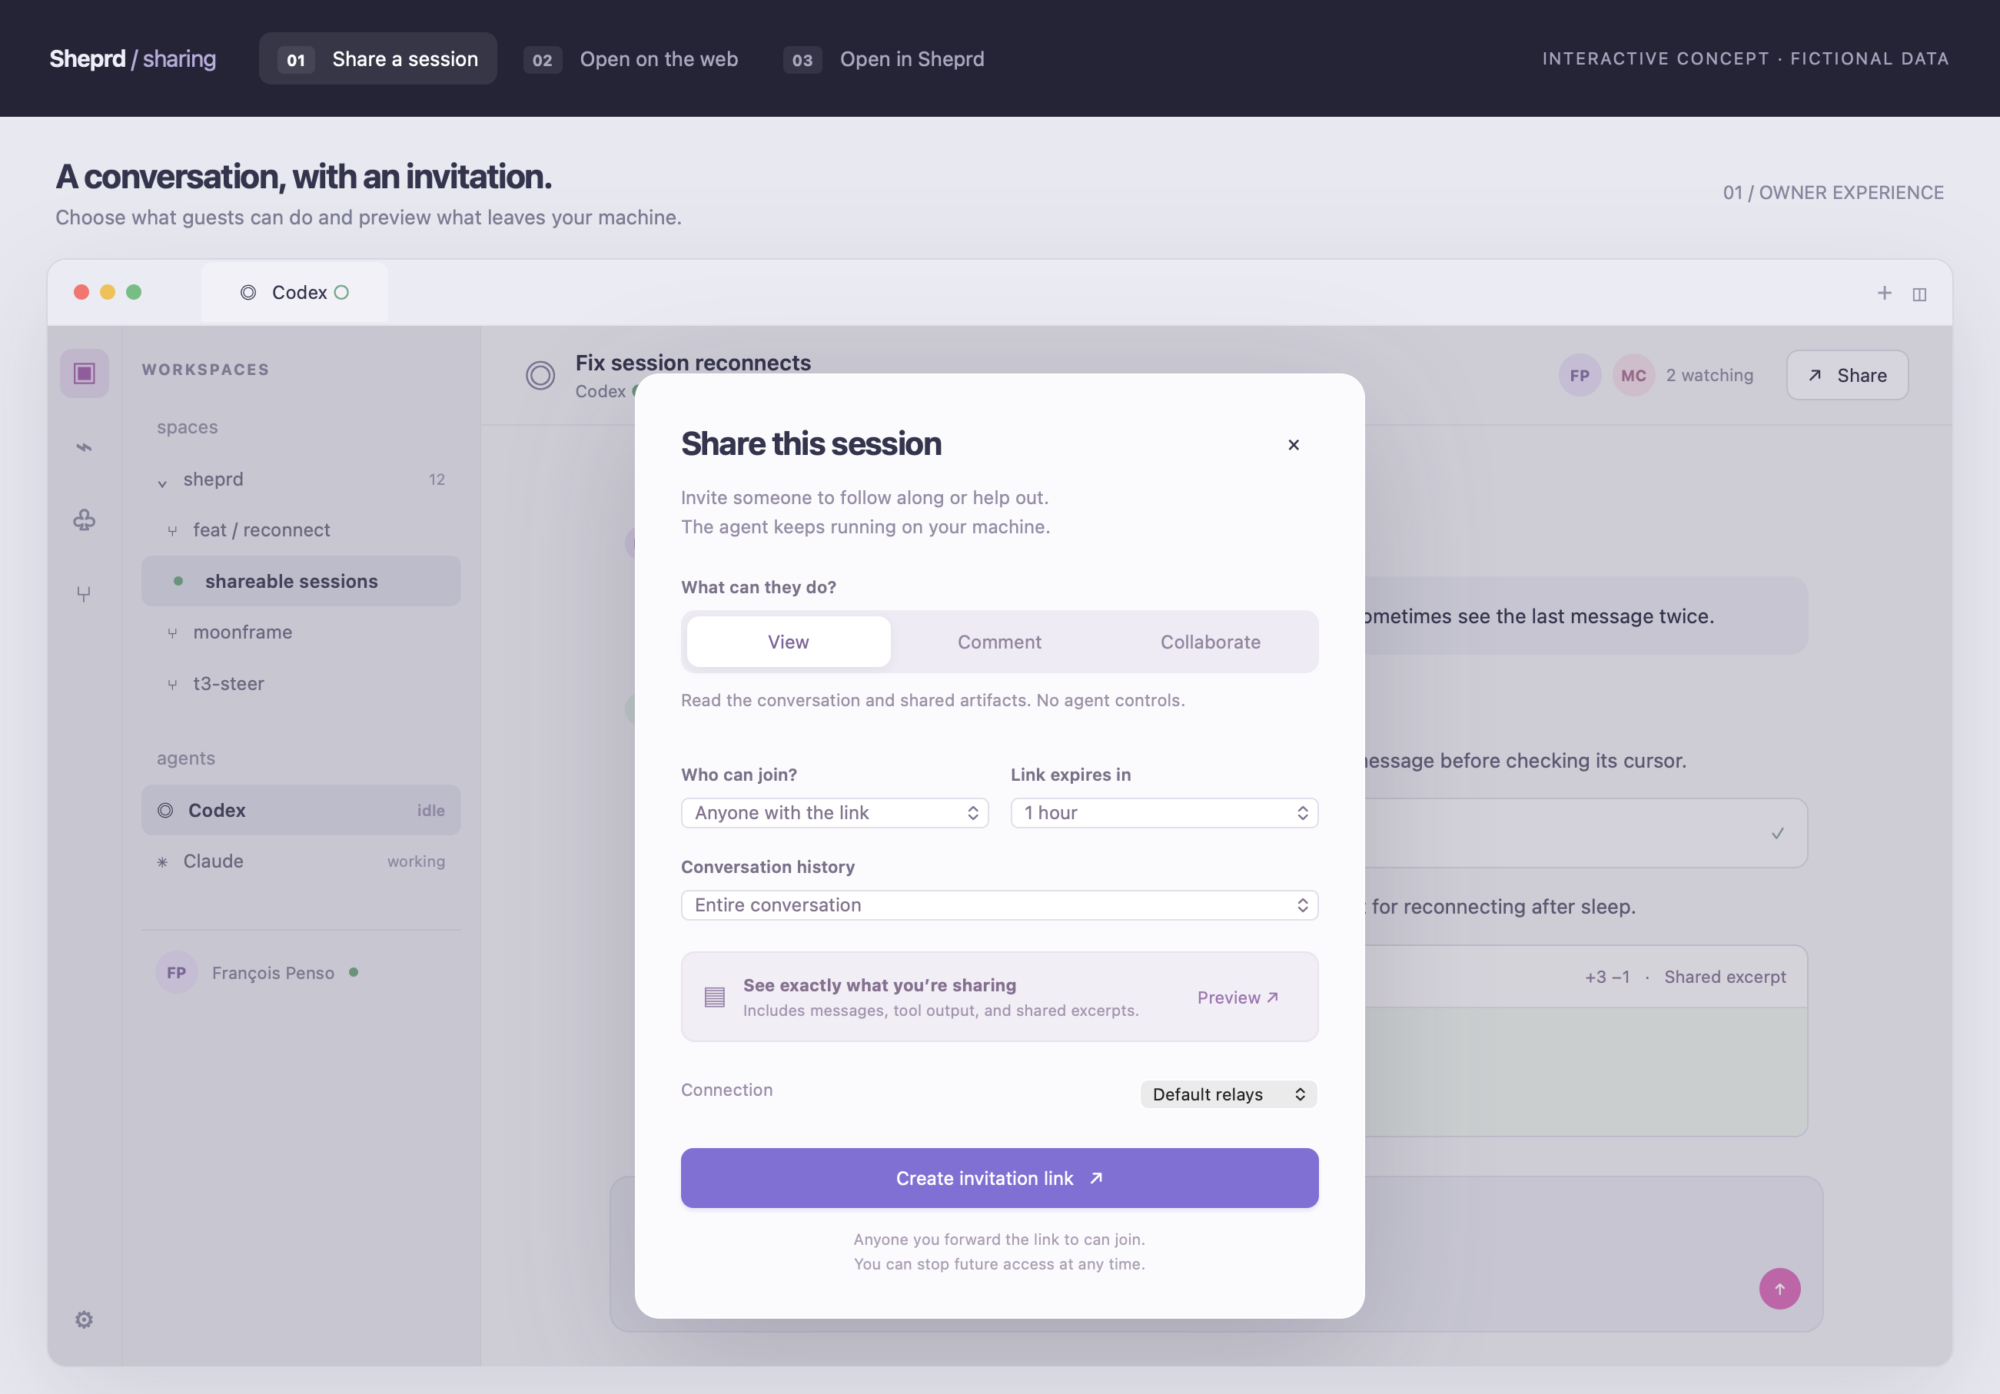 Sheprd / sharing
01 Share a session
02 Open on the web
03 Open in Sheprd
INTERACTIVE CONCEPT · FICTIONAL DATA
A conversation, with an invitation.
Choose what guests can do and preview what leaves your machine.
01 / OWNER EXPERIENCE
Codex
WORKSPACES
spaces
sheprd 12
feat / reconnect
shareable sessions
moonframe
t3-steer
agents
Codex idle
Claude working
FP François Penso
Fix session reconnects
Codex
FP MC 2 watching
Share
Share this session
Invite someone to follow along or help out.
The agent keeps running on your machine.
What can they do?
View Comment Collaborate
Read the conversation and shared artifacts. No agent controls.
Who can join? Link expires in
Anyone with the link 1 hour
Conversation history
Entire conversation
See exactly what you’re sharing
Includes messages, tool output, and shared excerpts.
Preview ↗
Connection Default relays
Create invitation link ↗
Anyone you forward the link to can join.
You can stop future access at any time.
see the last message twice.
before checking its cursor.
for reconnecting after sleep.
+3 −1 · Shared excerpt